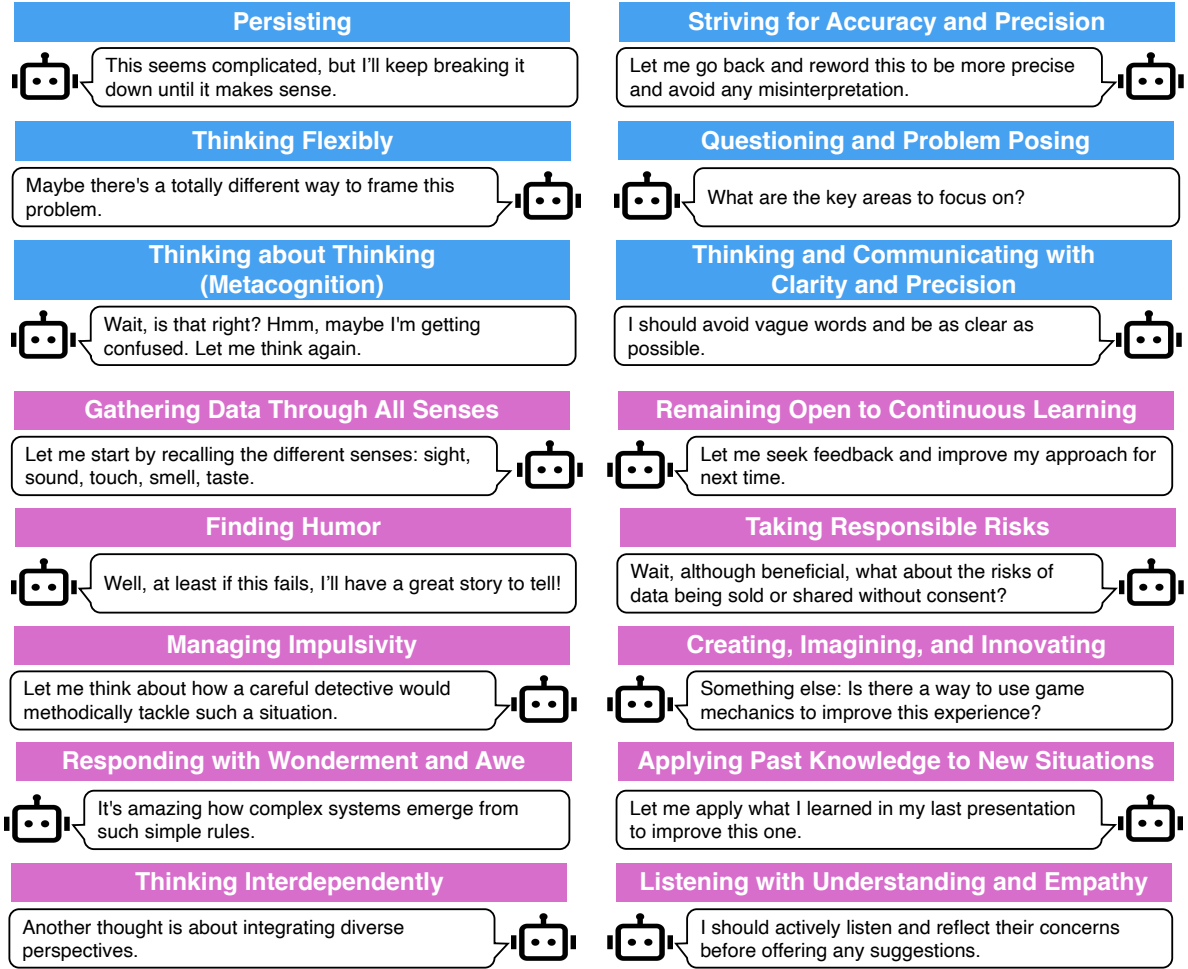 Persisting
This seems complicated, but I'll keep breaking it
down until it makes sense.
Striving for Accuracy and Precision
Let me go back and reword this to be more precise
and avoid any misinterpretation.
Thinking Flexibly
Maybe there's a totally different way to frame this
problem.
Questioning and Problem Posing
What are the key areas to focus on?
Thinking about Thinking
(Metacognition)
Wait, is that right? Hmm, maybe I'm getting
confused. Let me think again.
Thinking and Communicating with
Clarity and Precision
I should avoid vague words and be as clear as
possible.
Gathering Data Through All Senses
Let me start by recalling the different senses: sight,
sound, touch, smell, taste.
Remaining Open to Continuous Learning
Let me seek feedback and improve my approach for
next time.
Finding Humor
Well, at least if this fails, I'll have a great story to tell!
Taking Responsible Risks
Wait, although beneficial, what about the risks of
data being sold or shared without consent?
Managing Impulsivity
Let me think about how a careful detective would
methodically tackle such a situation.
Creating, Imagining, and Innovating
Something else: Is there a way to use game
mechanics to improve this experience?
Responding with Wonderment and Awe
It's amazing how complex systems emerge from
such simple rules.
Applying Past Knowledge to New Situations
Let me apply what I learned in my last presentation
to improve this one.
Thinking Interdependently
Another thought is about integrating diverse
perspectives.
Listening with Understanding and Empathy
I should actively listen and reflect their concerns
before offering any suggestions.